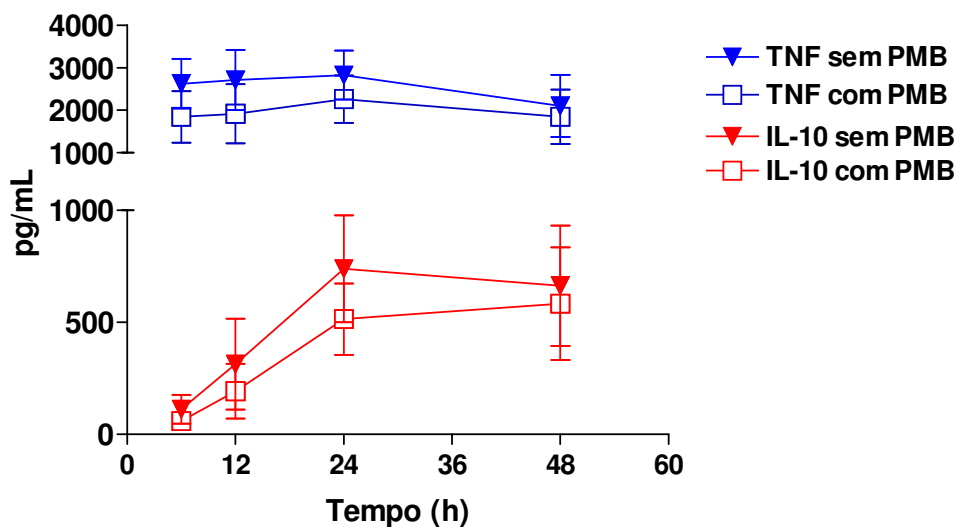 4000
3000
2000
1000
1000
500
0
pg/mL
0 12 24 36 48 60
Tempo (h)
TNF sem PMB
TNF com PMB
IL-10 sem PMB
IL-10 com PMB